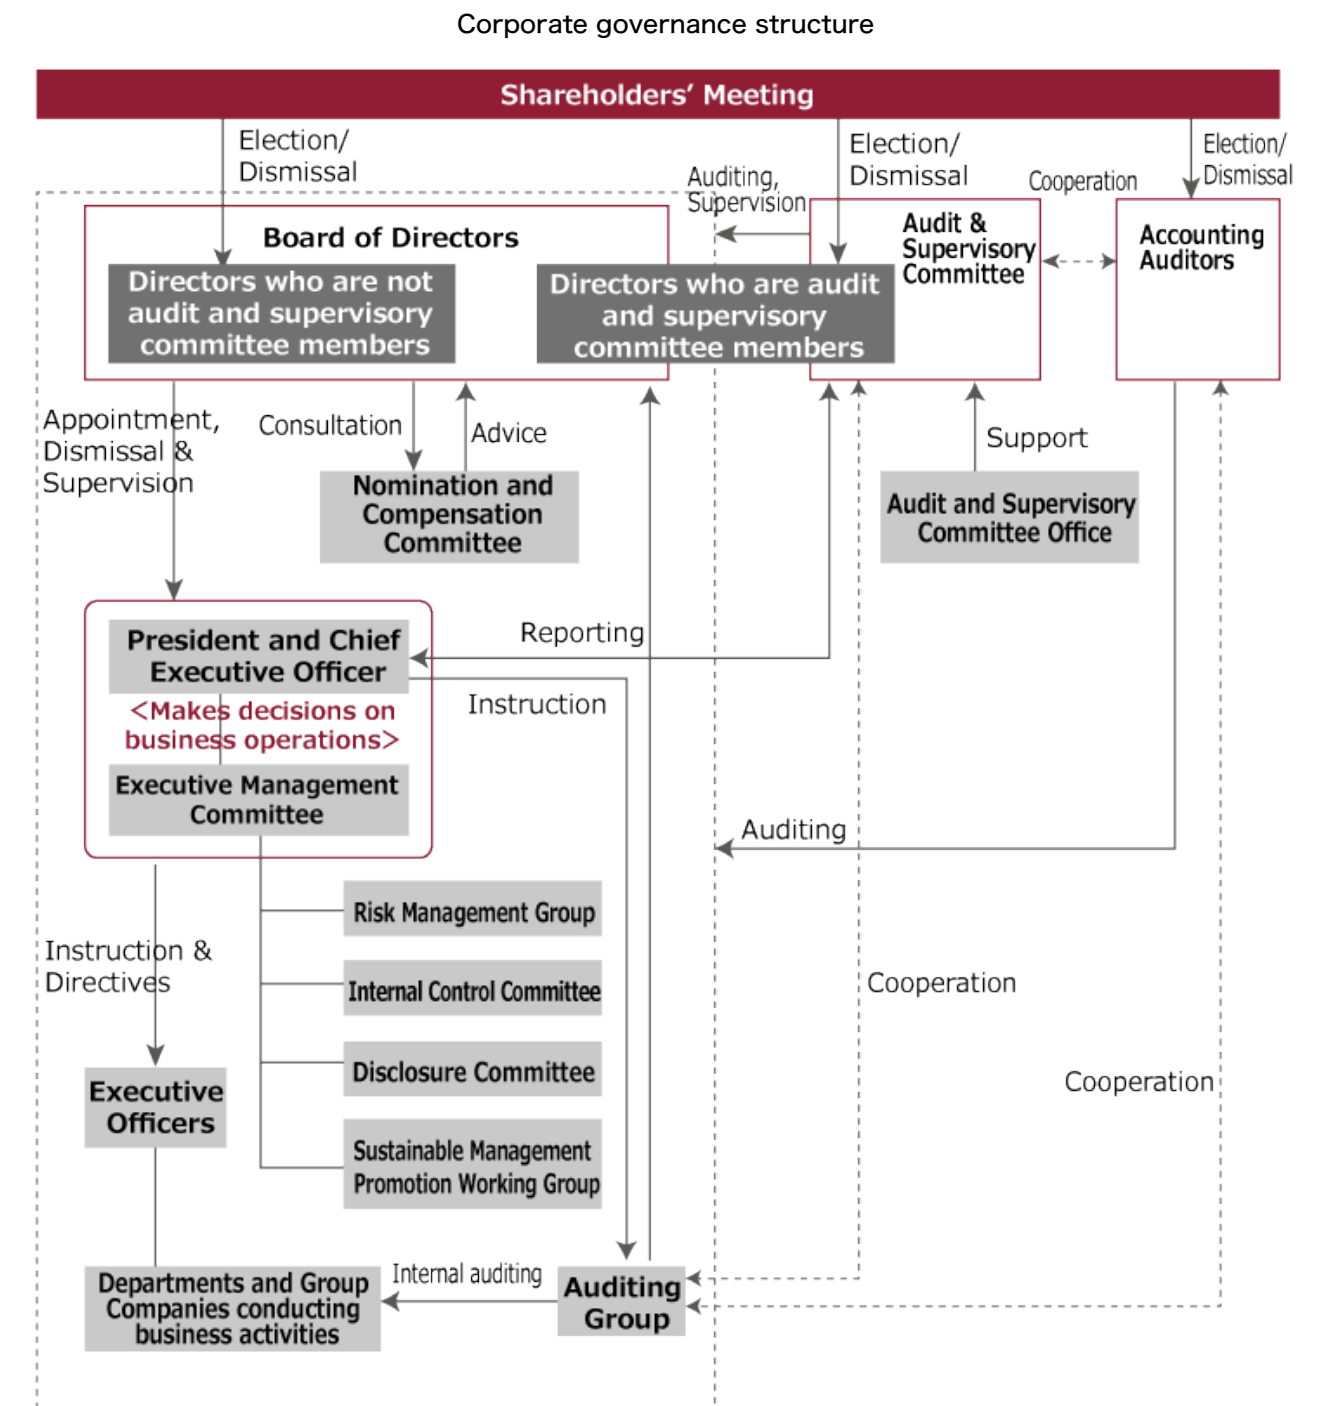 Corporate governance structure
Shareholders’ Meeting
Election/
Dismissal
Election/
Dismissal
Election/
Dismissal
Auditing,
Supervision
Cooperation
Board of Directors
Directors who are not
audit and supervisory
committee members
Directors who are audit
and supervisory
committee members
Audit &
Supervisory
Committee
Accounting
Auditors
Appointment,
Dismissal &
Supervision
Consultation
Advice
Support
Nomination and
Compensation
Committee
Audit and Supervisory
Committee Office
President and Chief
Executive Officer
<Makes decisions on
business operations>
Executive Management
Committee
Reporting
Instruction
Auditing
Risk Management Group
Internal Control Committee
Disclosure Committee
Sustainable Management
Promotion Working Group
Instruction &
Directives
Cooperation
Cooperation
Executive
Officers
Departments and Group
Companies conducting
business activities
Internal auditing
Auditing
Group